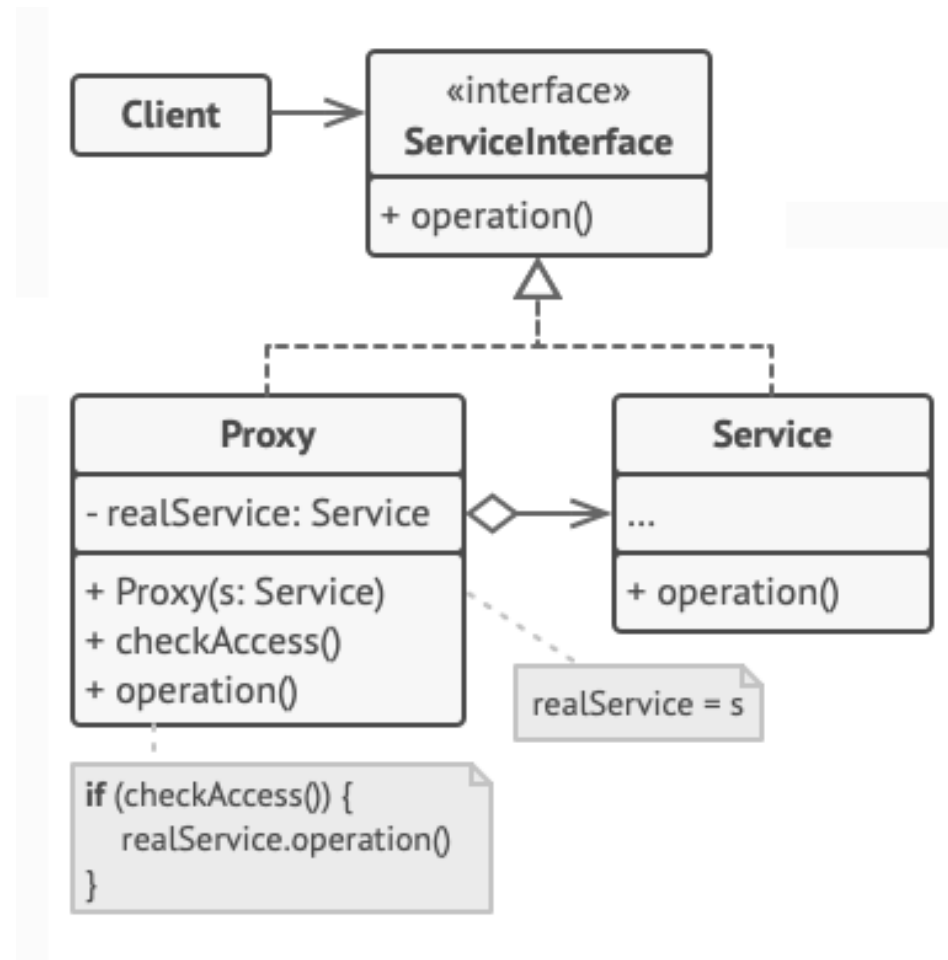 Client
«interface»
ServiceInterface
+ operation()
Proxy
- realService: Service
+ Proxy(s: Service)
+ checkAccess()
+ operation()
Service
...
+ operation()
realService = s
if (checkAccess()) {
realService.operation()
}